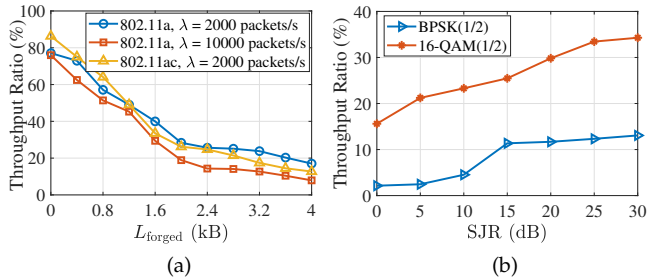 802.11a, λ = 2000 packets/s
802.11a, λ = 10000 packets/s
802.11ac, λ = 2000 packets/s
Throughput Ratio (%)
100
80
60
40
20
0
0 0.8 1.6 2.4 3.2 4
L_forged (kB)
(a)
BPSK(1/2)
16-QAM(1/2)
Throughput Ratio (%)
40
30
20
10
0
0 5 10 15 20 25 30
SJR (dB)
(b)